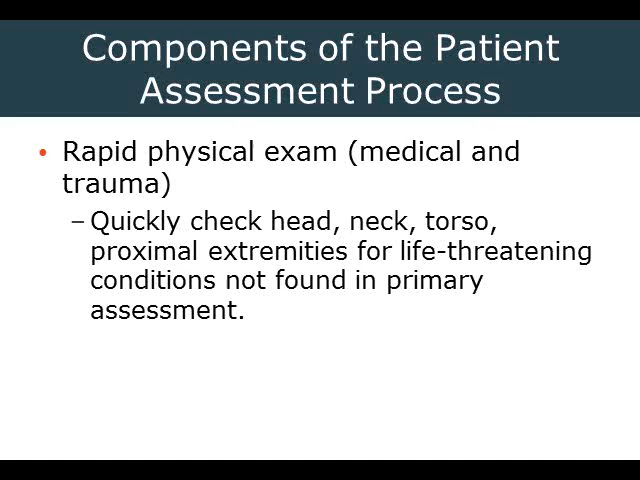 Components of the Patient
Assessment Process
• Rapid physical exam (medical and
trauma)
– Quickly check head, neck, torso,
proximal extremities for life-threatening
conditions not found in primary
assessment.